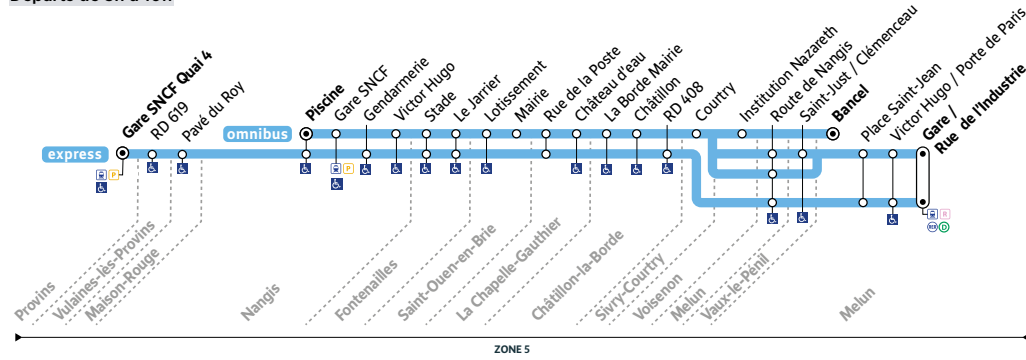 Départs de 5h à 10h
Gare SNCF Quai 4
RD 619
Pavé du Roy
Piscine
Gare SNCF
Gendarmerie
Victor Hugo
Stade
Le Jarrier
Lotissement
Mairie
Rue de la Poste
Château d'eau
La Borde Mairie
Châtillon
RD 408
Courtry
Institution Nazareth
Route de Nangis
Saint-Just / Clémenceau
Bancel
Place Saint-Jean
Victor Hugo / Porte de Paris
Gare /
Rue de l'Industrie
omnibus
express
P
P
R
RER D
Provins
Vulaines-lès-Provins
Maison-Rouge
Nangis
Fontenailles
Saint-Ouen-en-Brie
La Chapelle-Gauthier
Châtillon-la-Borde
Sivry-Courtry
Voisenon
Melun
Vaux-le-Pénil
Melun
ZONE 5